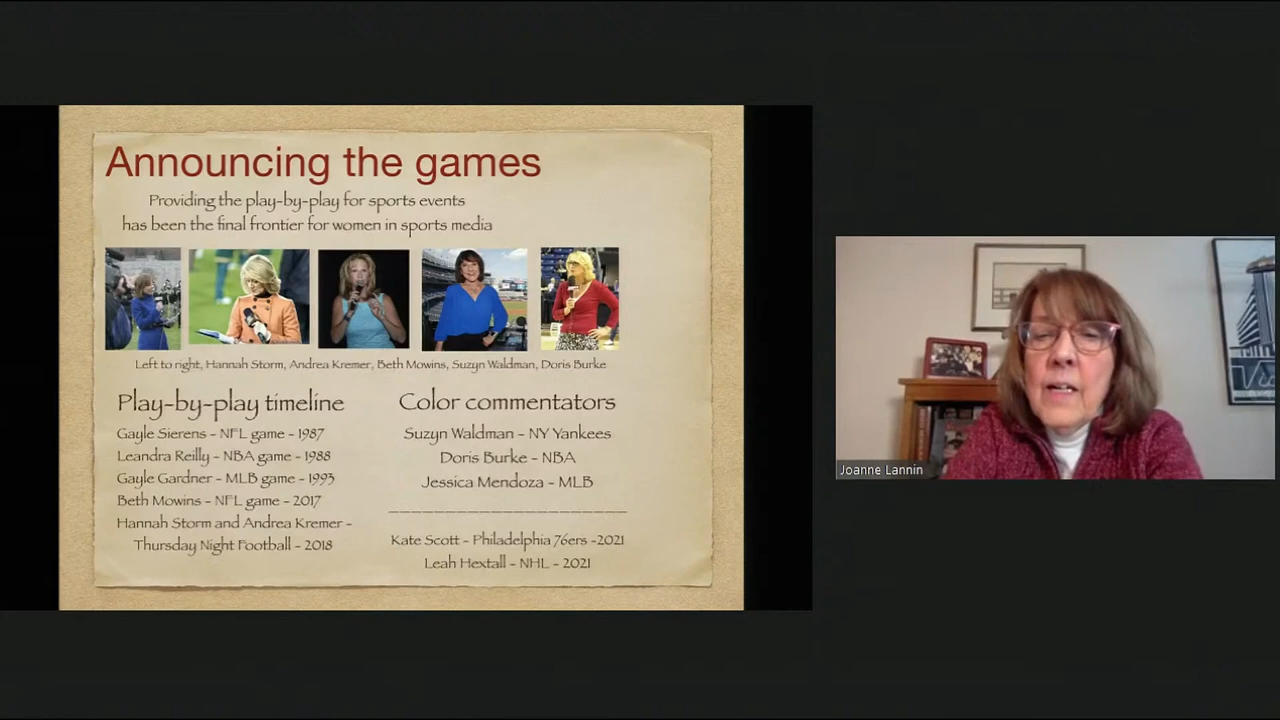 Announcing the games
Providing the play-by-play for sports events
has been the final frontier for women in sports media
Left to right, Hannah Storm, Andrea Kremer, Beth Mowins, Suzyn Waldman, Doris Burke
Play-by-play timeline
Gayle Sierens - NFL game - 1987
Leandra Reilly - NBA game - 1988
Gayle Gardner - MLB game - 1993
Beth Mowins - NFL game - 2017
Hannah Storm and Andrea Kremer -
Thursday Night Football - 2018
Color commentators
Suzyn Waldman - NY Yankees
Doris Burke - NBA
Jessica Mendoza - MLB
Kate Scott - Philadelphia 76ers -2021
Leah Hextall - NHL - 2021
Joanne Lannin